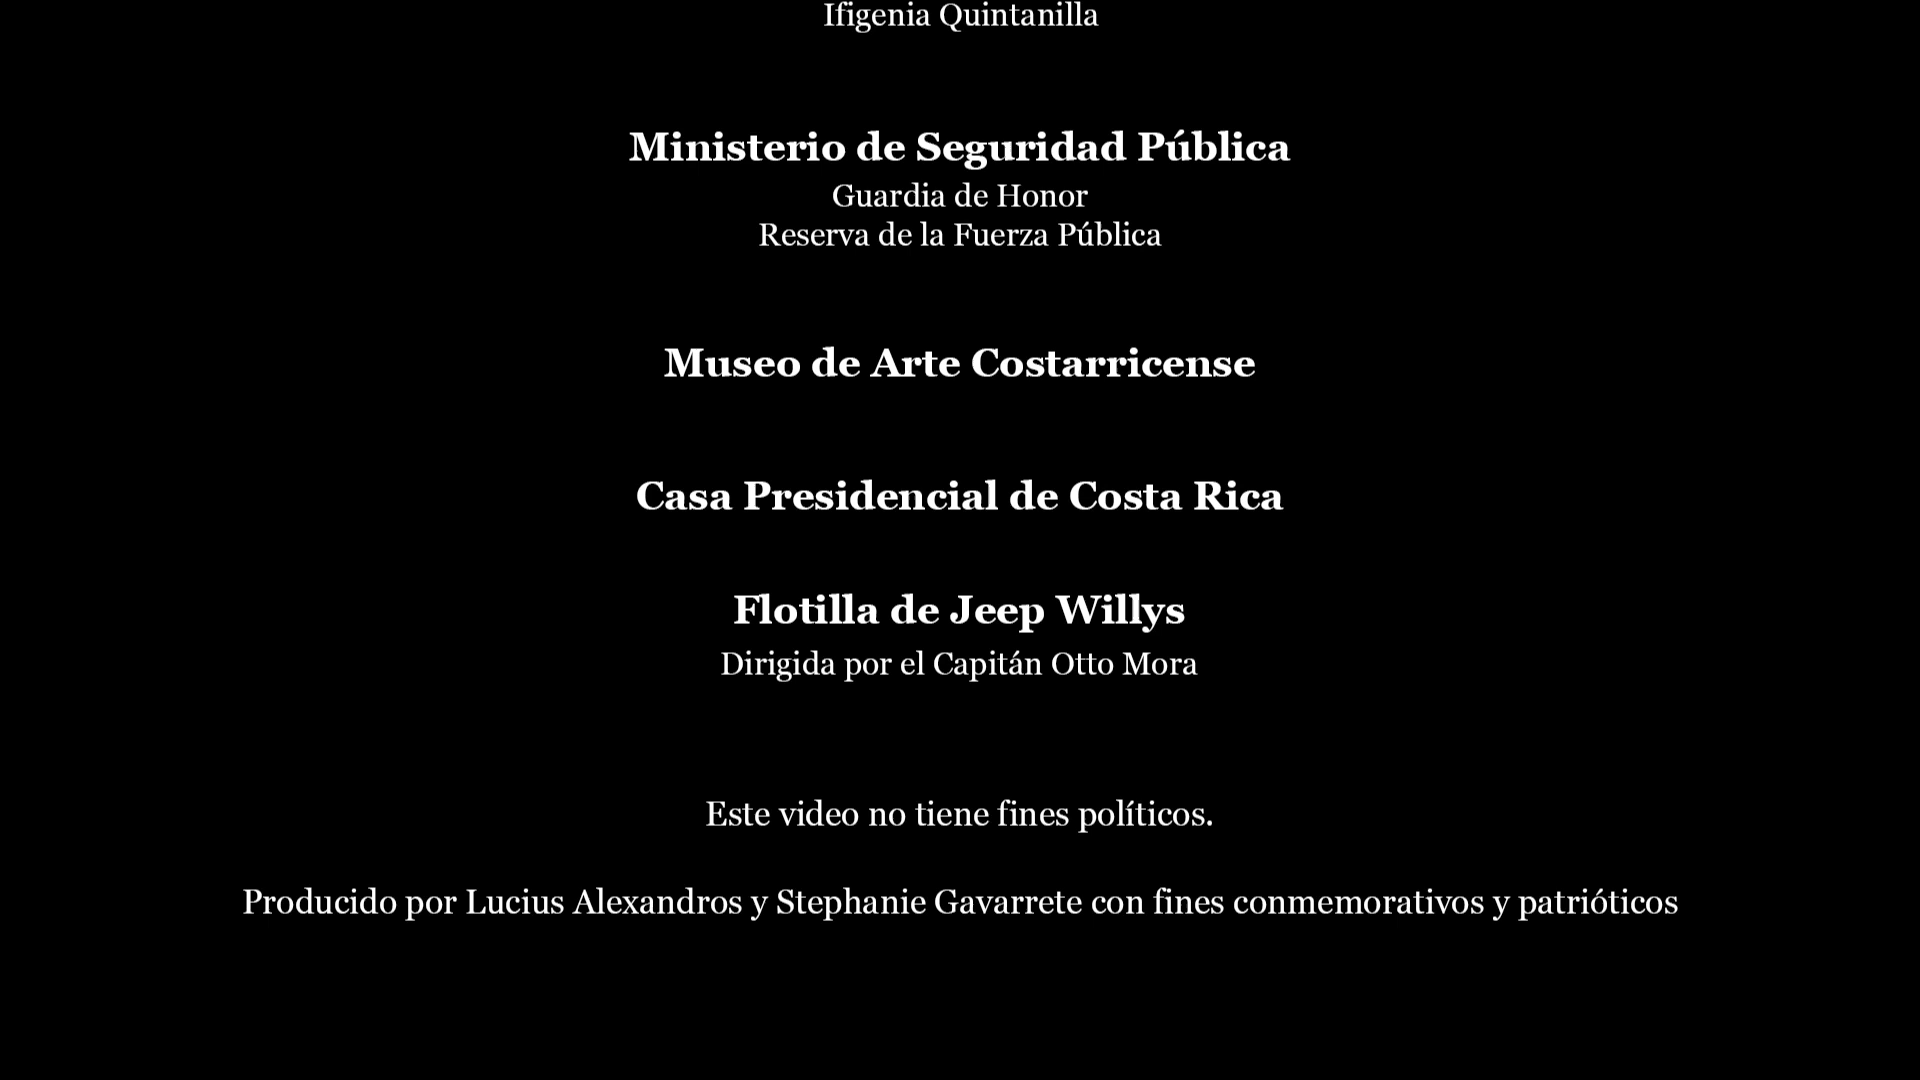 Ifigenia Quintanilla
Ministerio de Seguridad Pública
Guardia de Honor
Reserva de la Fuerza Pública
Museo de Arte Costarricense
Casa Presidencial de Costa Rica
Flotilla de Jeep Willys
Dirigida por el Capitán Otto Mora
Este video no tiene fines políticos.
Producido por Lucius Alexandros y Stephanie Gavarrete con fines conmemorativos y patrióticos